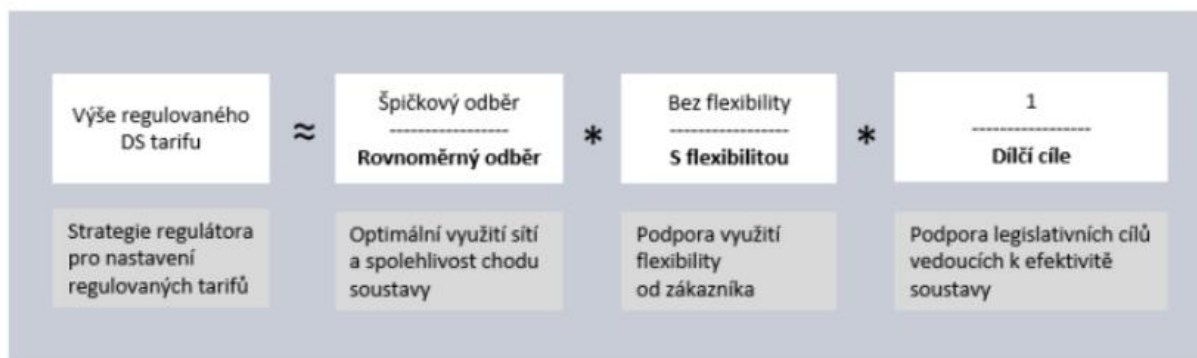 Výše regulovaného
DS tarifu
≈
Špičkový odběr
-----------------
Rovnoměrný odběr
*
Bez flexibility
-----------------
S flexibilitou
*
1
-----------------
Dílčí cíle
Strategie regulátora
pro nastavení
regulovaných tarifů
Optimální využití sítí
a spolehlivost chodu
soustavy
Podpora využití
flexibility
od zákazníka
Podpora legislativních cílů
vedoucích k efektivitě
soustavy